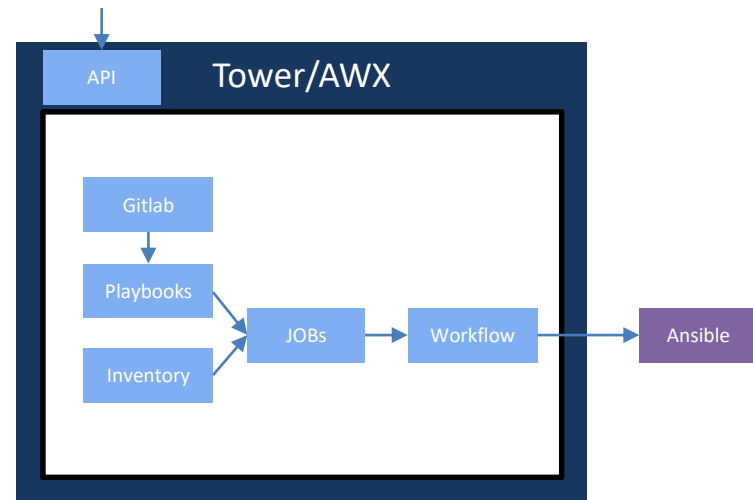 API
Tower/AWX
Gitlab
Playbooks
Inventory
JOBs
Workflow
Ansible